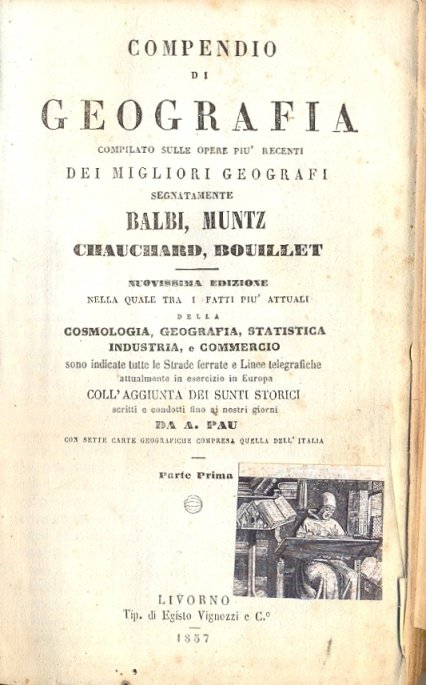 COMPENDIO
DI
GEOGRAFIA
COMPILATO SULLE OPERE PIU' RECENTI
DEI MIGLIORI GEOGRAFI
SEGNATAMENTE
BALBI, MUNTZ
CHAUCHARD, BOUILLET
NUOVISSIMA EDIZIONE
NELLA QUALE TRA I FATTI PIU' ATTUALI
DELLA
COSMOLOGIA, GEOGRAFIA, STATISTICA
INDUSTRIA, e COMMERCIO
sono indicate tutte le Strade ferrate e Linee telegrafiche
attualmente in esercizio in Europa
COLL'AGGIUNTA DEI SUNTI STORICI
scritti e condotti fino ai nostri giorni
DA A. PAU
CON SETTE CARTE GEOGRAFICHE COMPRESA QUELLA DELL' ITALIA
Parte Prima
LIVORNO
Tip. di Egisto Vignozzi e C.º
1857